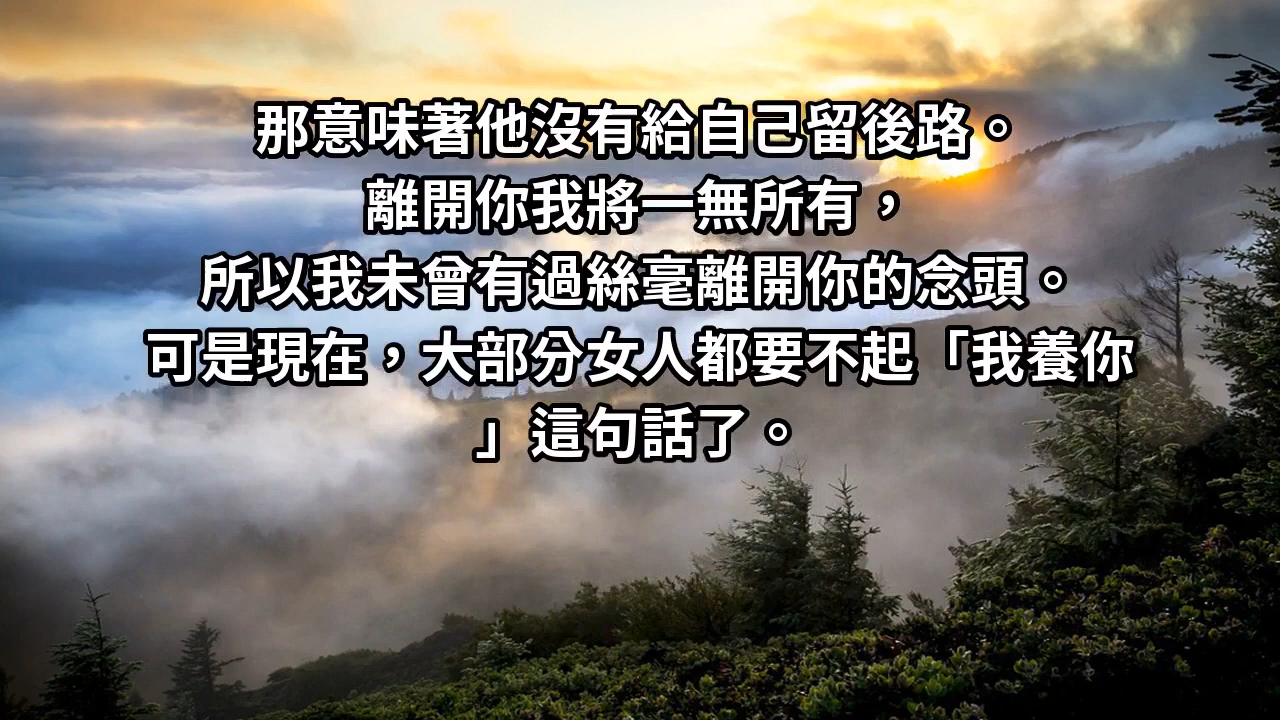 那意味著他沒有給自己留後路。
離開你我將一無所有，
所以我未曾有過絲毫離開你的念頭。
可是現在，大部分女人都要不起「我養你
」這句話了。